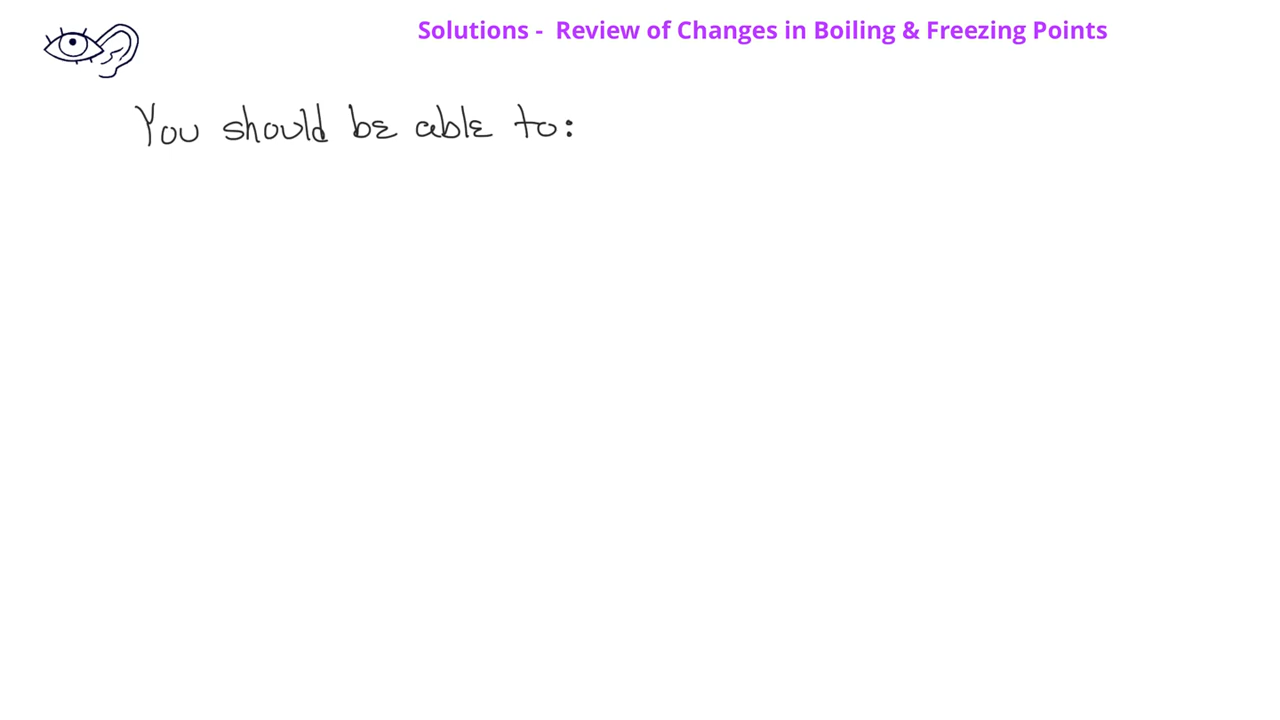 Solutions - Review of Changes in Boiling & Freezing Points
You should be able to: